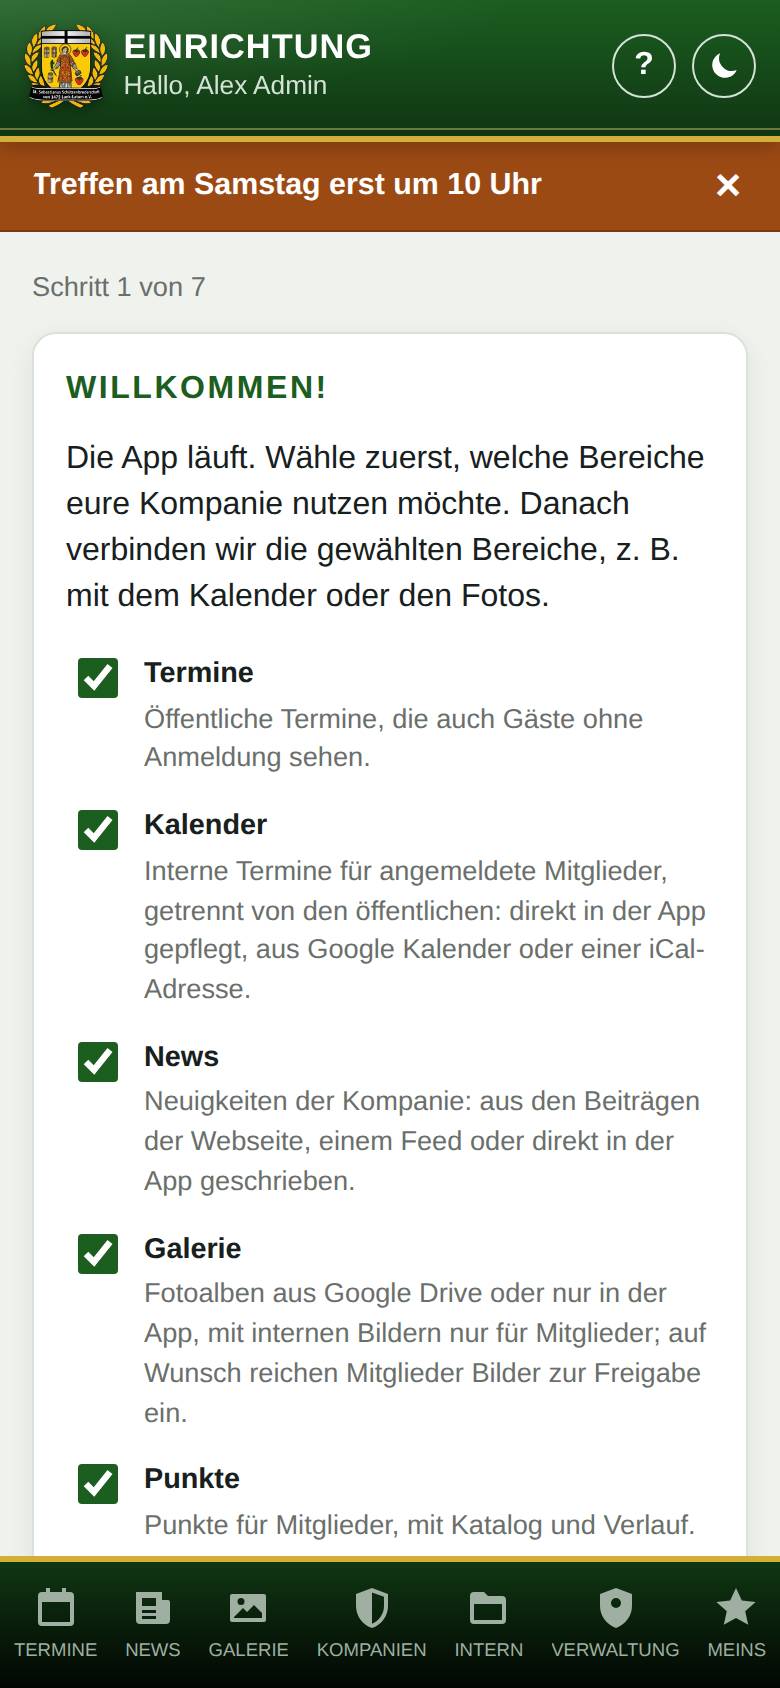 EINRICHTUNG
Hallo, Alex Admin
?
Treffen am Samstag erst um 10 Uhr
×
Schritt 1 von 7
WILLKOMMEN!
Die App läuft. Wähle zuerst, welche Bereiche
eure Kompanie nutzen möchte. Danach
verbinden wir die gewählten Bereiche, z. B.
mit dem Kalender oder den Fotos.
Termine
Öffentliche Termine, die auch Gäste ohne
Anmeldung sehen.
Kalender
Interne Termine für angemeldete Mitglieder,
getrennt von den öffentlichen: direkt in der App
gepflegt, aus Google Kalender oder einer iCal-
Adresse.
News
Neuigkeiten der Kompanie: aus den Beiträgen
der Webseite, einem Feed oder direkt in der
App geschrieben.
Galerie
Fotoalben aus Google Drive oder nur in der
App, mit internen Bildern nur für Mitglieder; auf
Wunsch reichen Mitglieder Bilder zur Freigabe
ein.
Punkte
Punkte für Mitglieder, mit Katalog und Verlauf.
TERMINE NEWS GALERIE KOMPANIEN INTERN VERWALTUNG MEINS